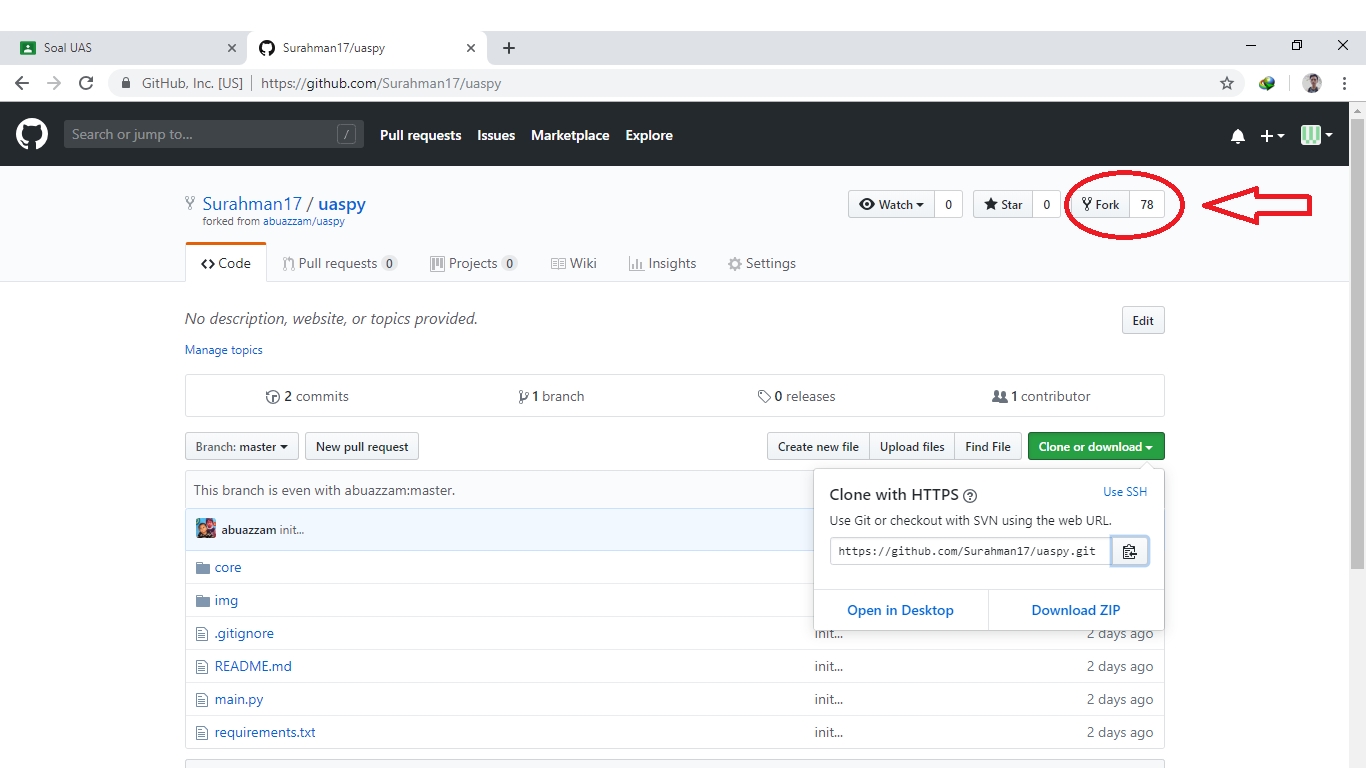 Soal UAS
Surahman17/uaspy
GitHub, Inc. [US] | https://github.com/Surahman17/uaspy
Search or jump to... /
Pull requests Issues Marketplace Explore
Surahman17 / uaspy
forked from abuazzam/uaspy
Watch 0 Star 0 Fork 78
Code Pull requests 0 Projects 0 Wiki Insights Settings
No description, website, or topics provided.
Edit
Manage topics
2 commits 1 branch 0 releases 1 contributor
Branch: master New pull request Create new file Upload files Find File Clone or download
This branch is even with abuazzam:master.
Clone with HTTPS ? Use SSH
Use Git or checkout with SVN using the web URL.
https://github.com/Surahman17/uaspy.git
Open in Desktop Download ZIP
abuazzam init...
core
img
.gitignore init... 2 days ago
README.md init... 2 days ago
main.py init... 2 days ago
requirements.txt init... 2 days ago